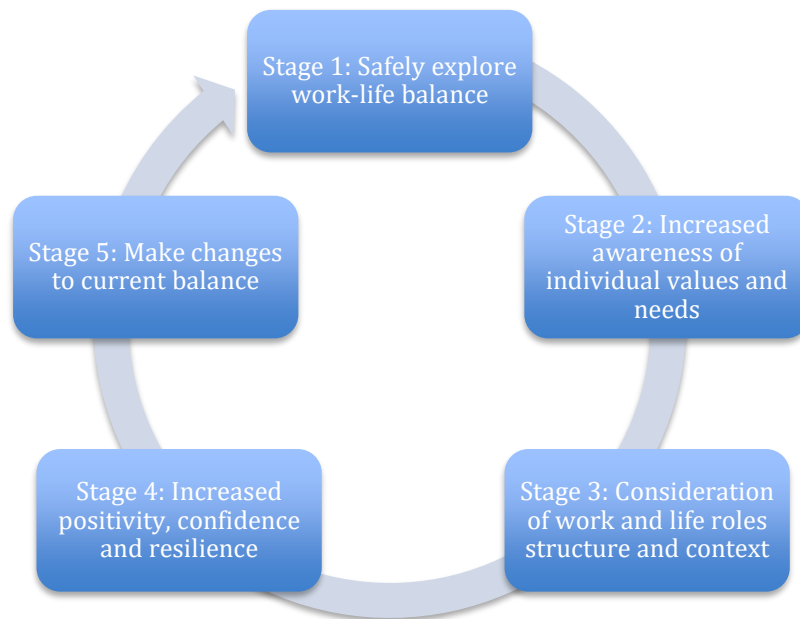 Stage 1: Safely explore
work-life balance
Stage 2: Increased
awareness of
individual values and
needs
Stage 3: Consideration
of work and life roles
structure and context
Stage 4: Increased
positivity, confidence
and resilience
Stage 5: Make changes
to current balance